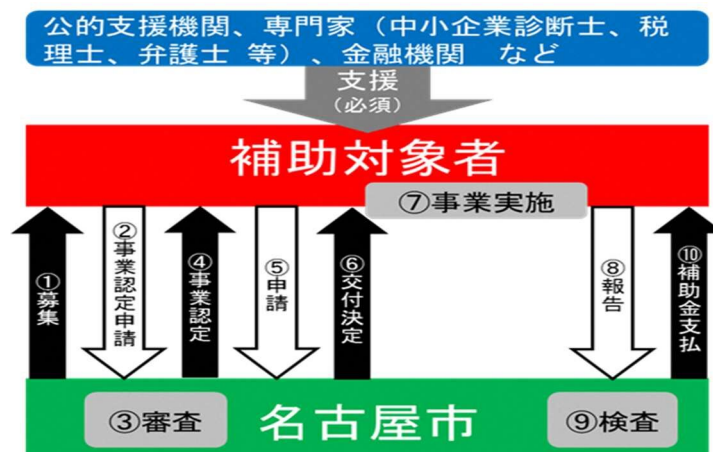 公的支援機関、専門家（中小企業診断士、税
理士、弁護士 等）、金融機関 など
支援
（必須）
補助対象者
⑦事業実施
①募集
②事業認定申請
④事業認定
⑤申請
⑥交付決定
⑧報告
⑩補助金支払
③審査
名古屋市
⑨検査